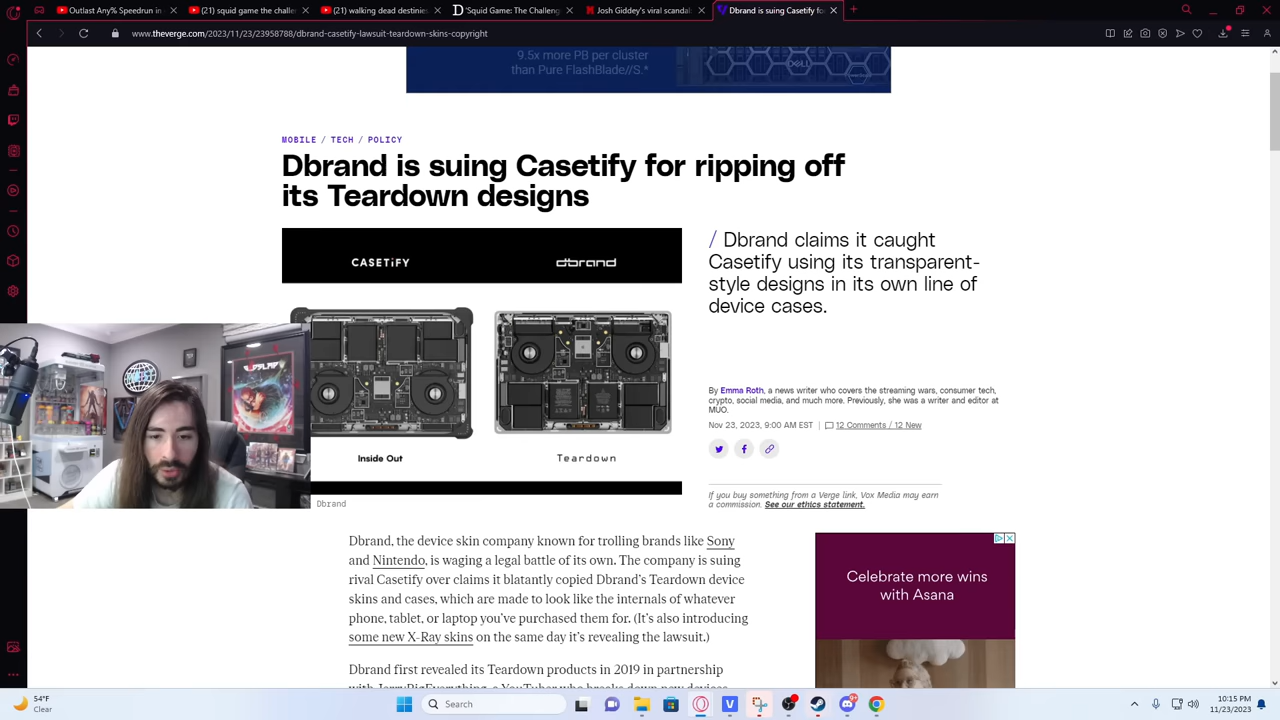 Outlast Any% Speedrun in
(21) squid game the challen
(21) walking dead destinies
'Squid Game: The Challeng
Josh Giddey's viral scandal
Dbrand is suing Casetify fo
www.theverge.com/2023/11/23/23958788/dbrand-casetify-lawsuit-teardown-skins-copyright
9.5x more PB per cluster
than Pure FlashBlade//S.*
DELL
MOBILE / TECH / POLICY
Dbrand is suing Casetify for ripping off
its Teardown designs
CASETiFY
dbrand
Inside Out
Teardown
Dbrand
/ Dbrand claims it caught
Casetify using its transparent-
style designs in its own line of
device cases.
By Emma Roth, a news writer who covers the streaming wars, consumer tech,
crypto, social media, and much more. Previously, she was a writer and editor at
MUO.
Nov 23, 2023, 9:00 AM EST | 12 Comments / 12 New
If you buy something from a Verge link, Vox Media may earn
a commission. See our ethics statement.
Dbrand, the device skin company known for trolling brands like Sony
and Nintendo, is waging a legal battle of its own. The company is suing
rival Casetify over claims it blatantly copied Dbrand's Teardown device
skins and cases, which are made to look like the internals of whatever
phone, tablet, or laptop you've purchased them for. (It's also introducing
some new X-Ray skins on the same day it's revealing the lawsuit.)
Dbrand first revealed its Teardown products in 2019 in partnership
with JerryRigEverything, a YouTuber who breaks down new devices
Celebrate more wins
with Asana
54°F
Clear
Search
9+
10:15 PM
11/23/2023